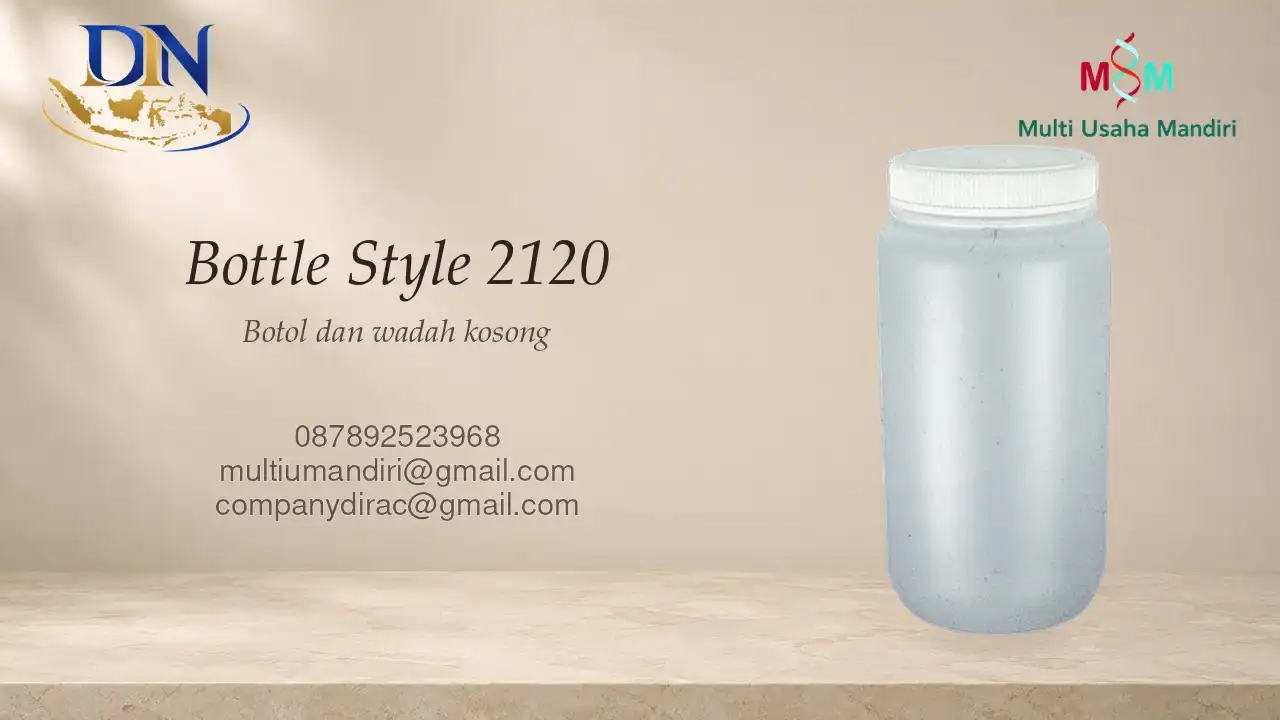 DN
MSM
Multi Usaha Mandiri
Bottle Style 2120
Botol dan wadah kosong
087892523968
multiumandiri@gmail.com
companydirac@gmail.com